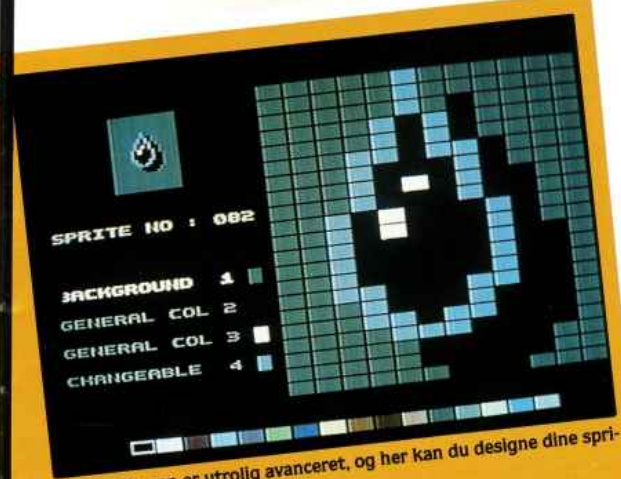 SPRITE NO : 082
BACKGROUND 1
GENERAL COL 2
GENERAL COL 3
CHANGEABLE 4
er utrolig avanceret, og her kan du designe dine spri-